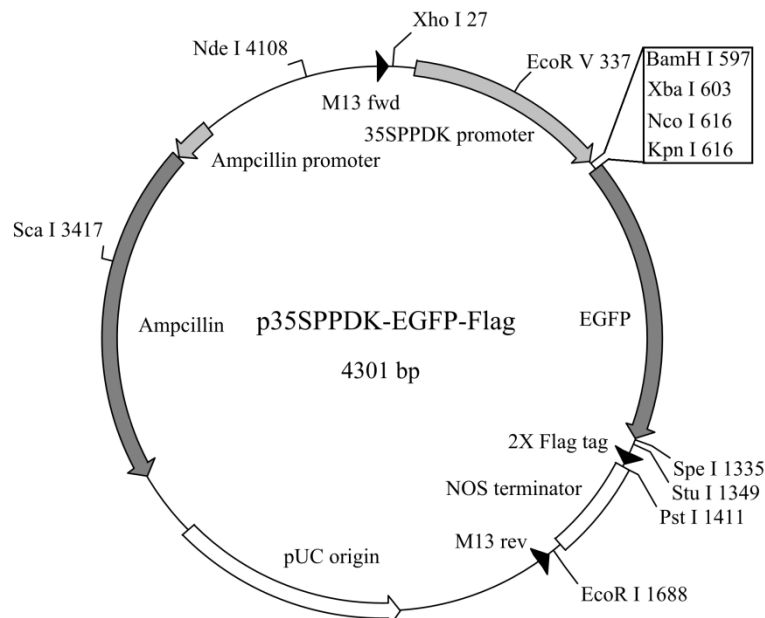 Xho I 27
Nde I 4108
EcoR V 337
M13 fwd
35SPPDK promoter
BamH I 597
Xba I 603
Nco I 616
Kpn I 616
Ampcillin promoter
Sca I 3417
Ampcillin
p35SPPDK-EGFP-Flag
4301 bp
EGFP
2X Flag tag
Spe I 1335
Stu I 1349
Pst I 1411
NOS terminator
M13 rev
pUC origin
EcoR I 1688